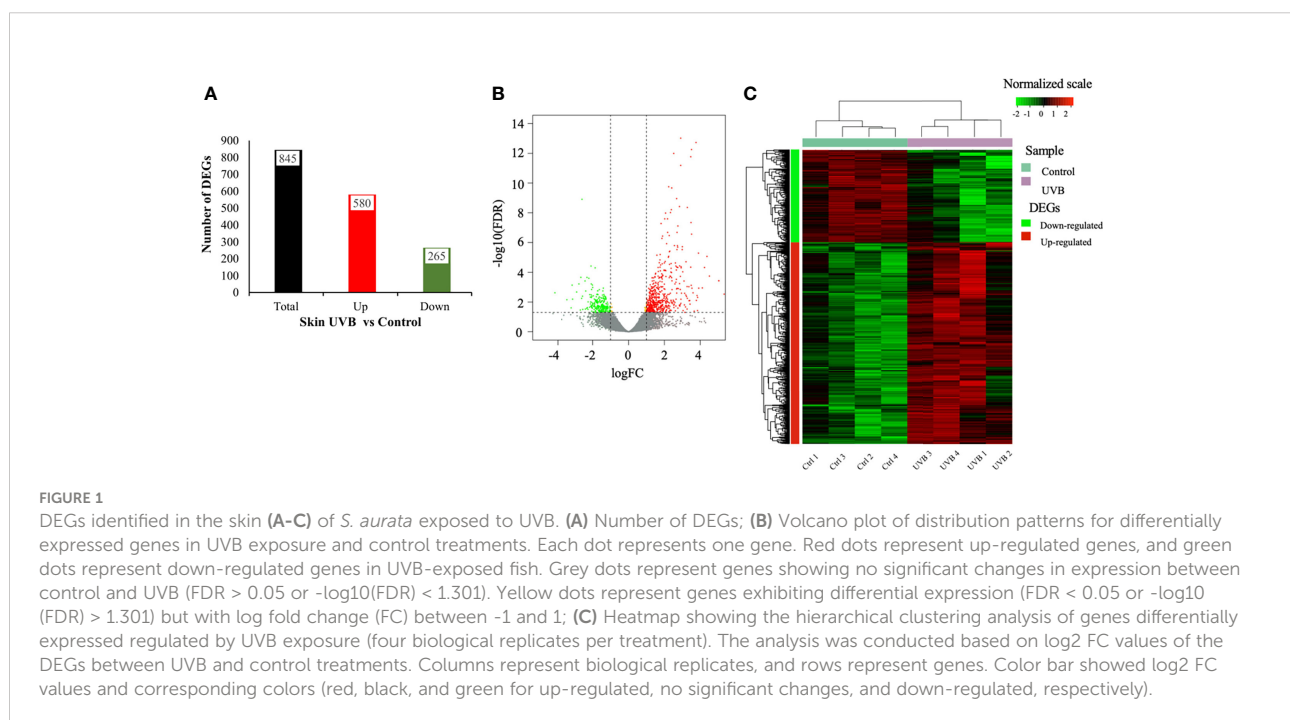 A
B
C
Normalized scale
-2 -1 0 1 2
900
800
700
600
500
400
300
200
100
0
845
580
265
Number of DEGs
Total Up Down
Skin UVB vs Control
14
12
10
8
6
4
2
0
-log10(FDR)
-4 -2 0 2 4
logFC
Sample
Control
UVB
DEGs
Down-regulated
Up-regulated
Ctrl 1 Ctrl 3 Ctrl 2 Ctrl 4 UVB 3 UVB 4 UVB 1 UVB 2
FIGURE 1
DEGs identified in the skin (A-C) of S. aurata exposed to UVB. (A) Number of DEGs; (B) Volcano plot of distribution patterns for differentially
expressed genes in UVB exposure and control treatments. Each dot represents one gene. Red dots represent up-regulated genes, and green
dots represent down-regulated genes in UVB-exposed fish. Grey dots represent genes showing no significant changes in expression between
control and UVB (FDR > 0.05 or -log10(FDR) < 1.301). Yellow dots represent genes exhibiting differential expression (FDR < 0.05 or -log10
(FDR) > 1.301) but with log fold change (FC) between -1 and 1; (C) Heatmap showing the hierarchical clustering analysis of genes differentially
expressed regulated by UVB exposure (four biological replicates per treatment). The analysis was conducted based on log2 FC values of the
DEGs between UVB and control treatments. Columns represent biological replicates, and rows represent genes. Color bar showed log2 FC
values and corresponding colors (red, black, and green for up-regulated, no significant changes, and down-regulated, respectively).